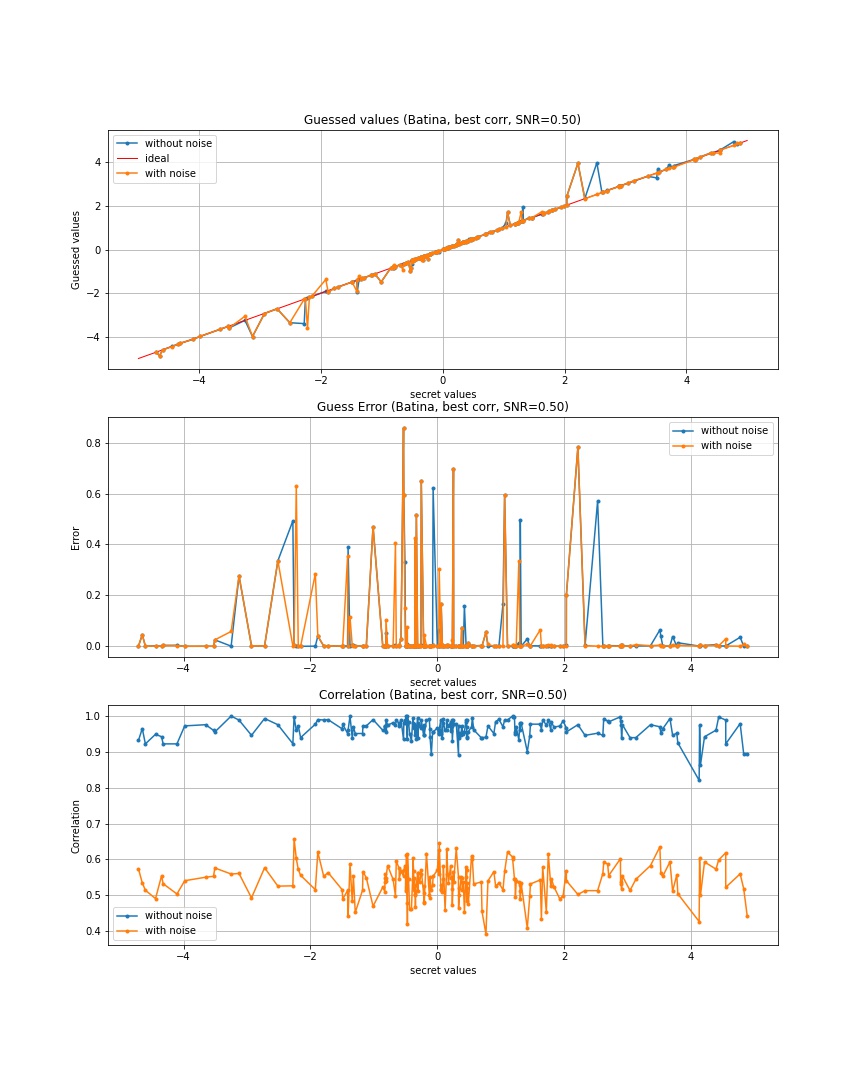 Guessed values (Batina, best corr, SNR=0.50)
without noise
ideal
with noise
4
2
0
−2
−4
Guessed values
−4 −2 0 2 4
secret values
Guess Error (Batina, best corr, SNR=0.50)
without noise
with noise
0.8
0.6
0.4
0.2
0.0
Error
−4 −2 0 2 4
secret values
Correlation (Batina, best corr, SNR=0.50)
1.0
0.9
0.8
0.7
0.6
0.5
0.4
Correlation
without noise
with noise
−4 −2 0 2 4
secret values